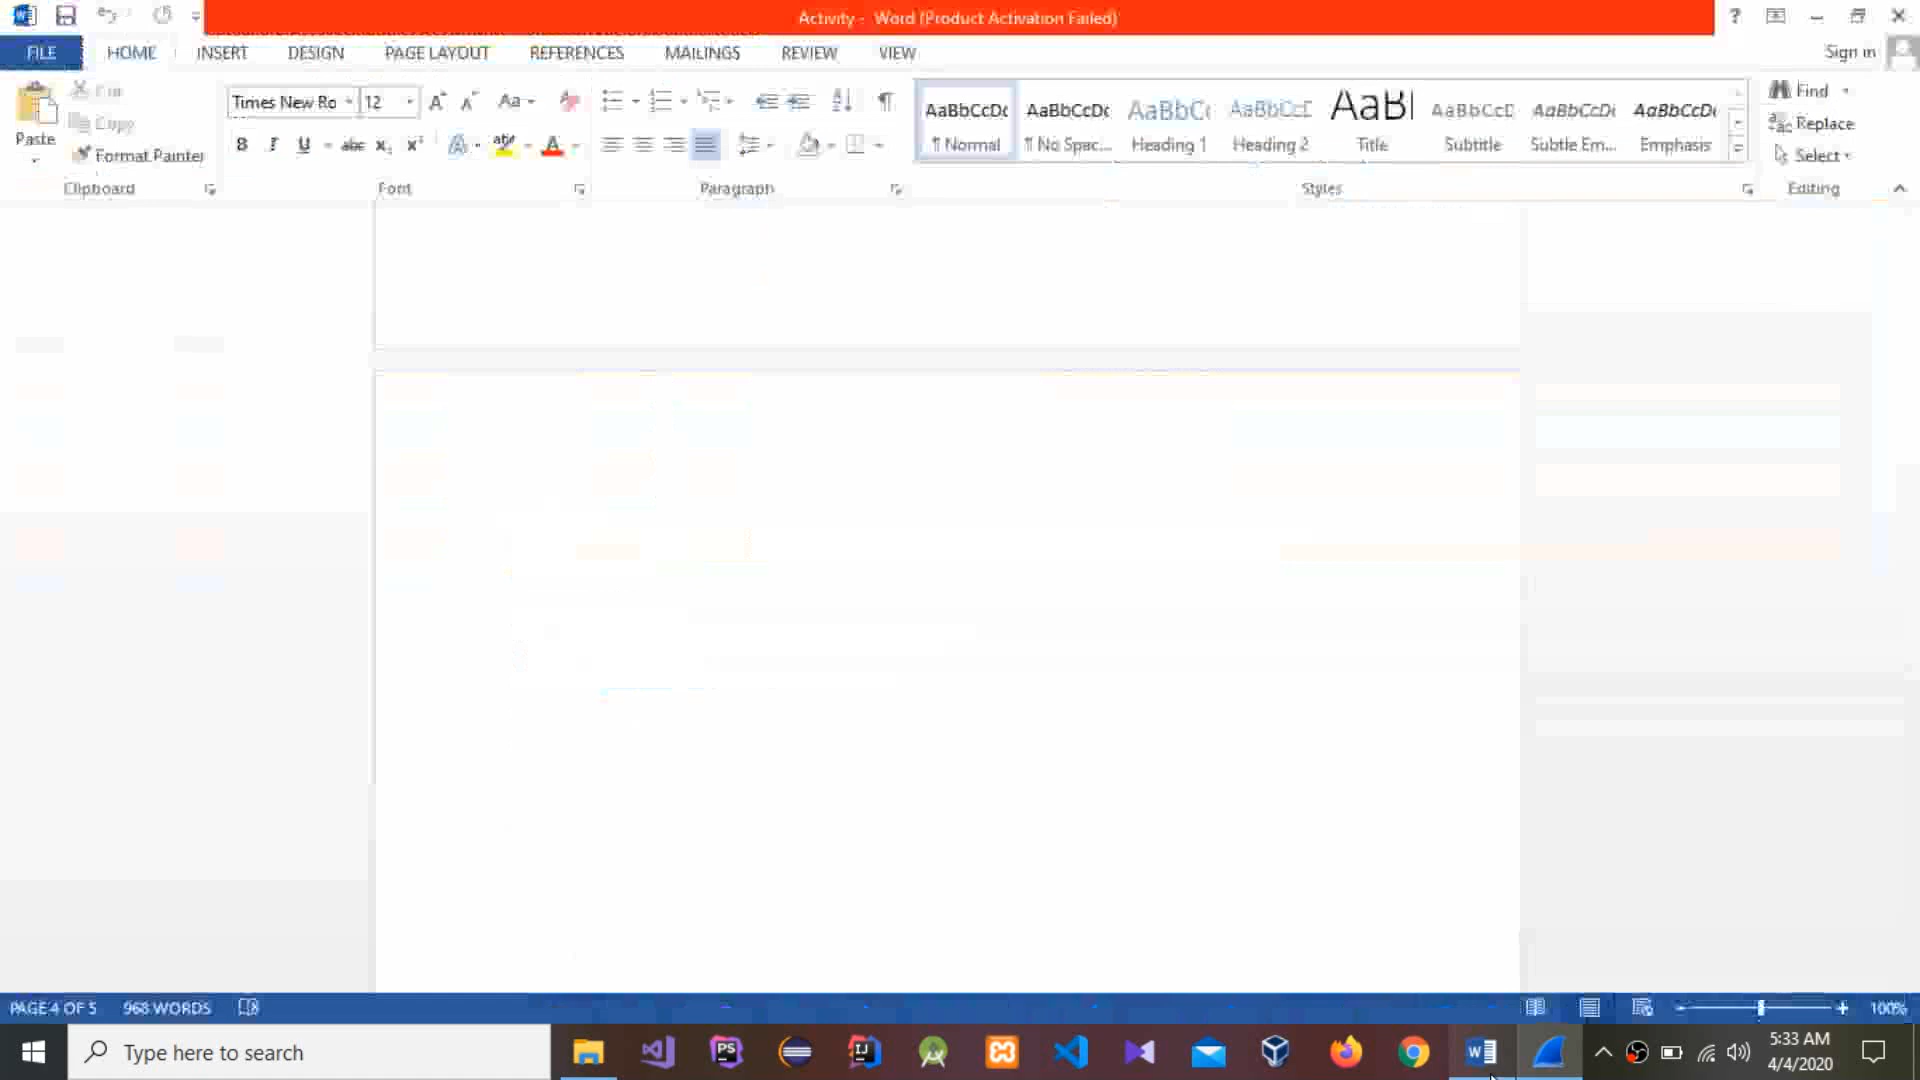 Activity - Word (Product Activation Failed)
FILE HOME INSERT DESIGN PAGE LAYOUT REFERENCES MAILINGS REVIEW VIEW Sign in
Paste
Cut
Copy
Format Painter
Clipboard
Times New Ro 12
Font
Paragraph
AaBbCcDc AaBbCcDc AaBbC( AaBbCcD AaBl AaBbCcD AaBbCcDi AaBbCcDi
¶ Normal ¶ No Spac... Heading 1 Heading 2 Title Subtitle Subtle Em... Emphasis
Styles
Find
Replace
Select
Editing
PAGE 4 OF 5 968 WORDS 100%
Type here to search
5:33 AM
4/4/2020